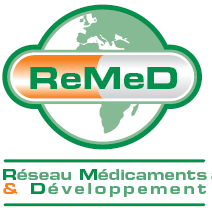 ReMeD
Réseau Médicaments
& Développement